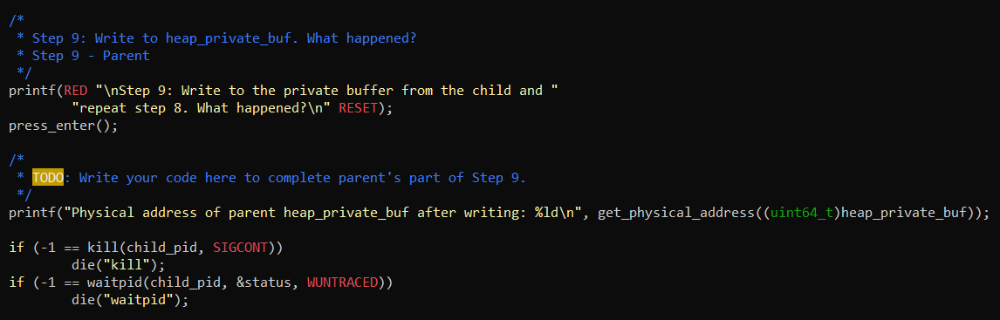 /*
 * Step 9: Write to heap_private_buf. What happened?
 * Step 9 - Parent
 */
printf(RED "\nStep 9: Write to the private buffer from the child and "
        "repeat step 8. What happened?\n" RESET);
press_enter();

/*
 * TODO: Write your code here to complete parent's part of Step 9.
 */
printf("Physical address of parent heap_private_buf after writing: %ld\n", get_physical_address((uint64_t)heap_private_buf));

if (-1 == kill(child_pid, SIGCONT))
        die("kill");
if (-1 == waitpid(child_pid, &status, WUNTRACED))
        die("waitpid");